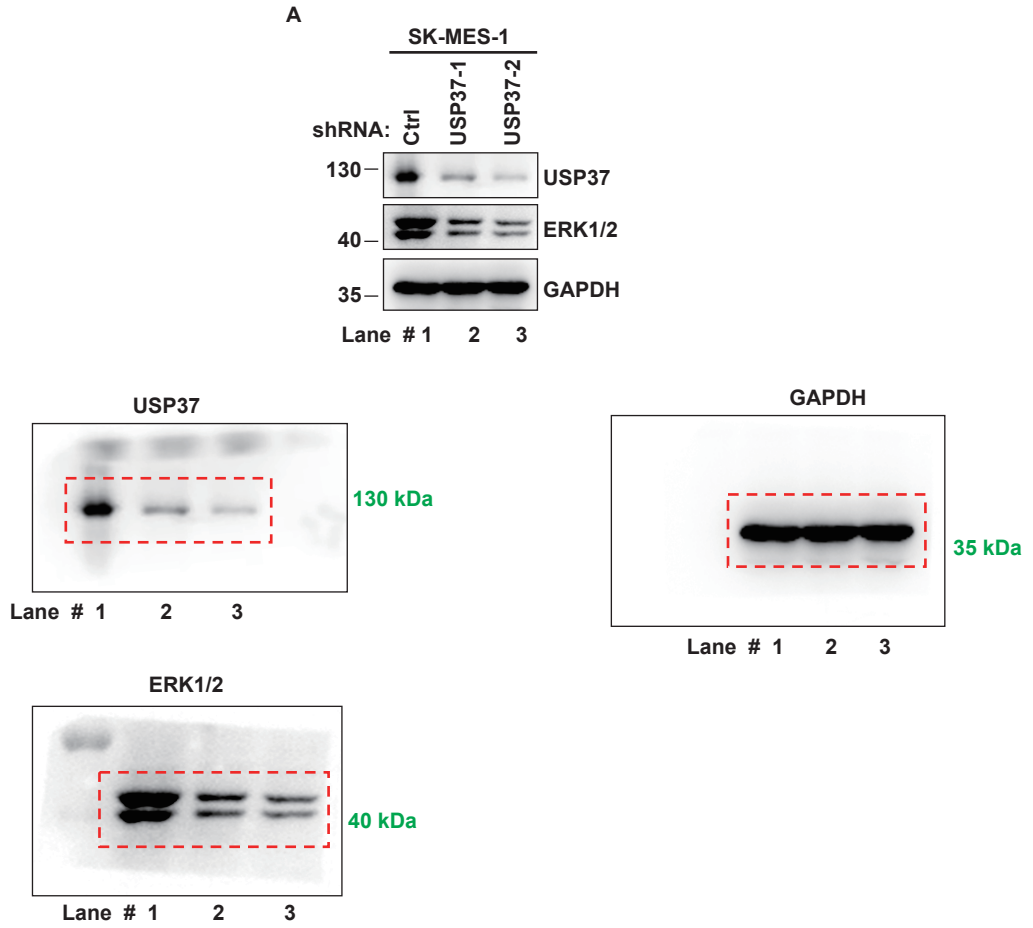 A
SK-MES-1
shRNA: Ctrl USP37-1 USP37-2
130 USP37
40 ERK1/2
35 GAPDH
Lane # 1 2 3
USP37
130 kDa
Lane # 1 2 3
GAPDH
35 kDa
Lane # 1 2 3
ERK1/2
40 kDa
Lane # 1 2 3